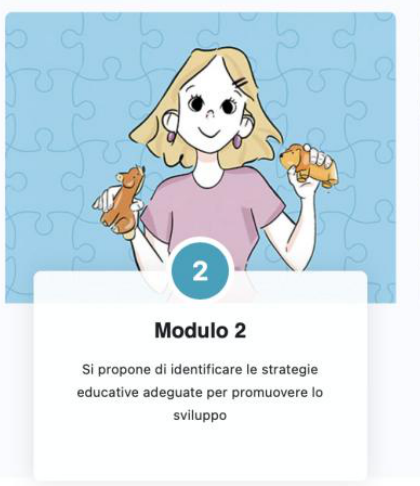 2
Modulo 2
Si propone di identificare le strategie
educative adeguate per promuovere lo
sviluppo